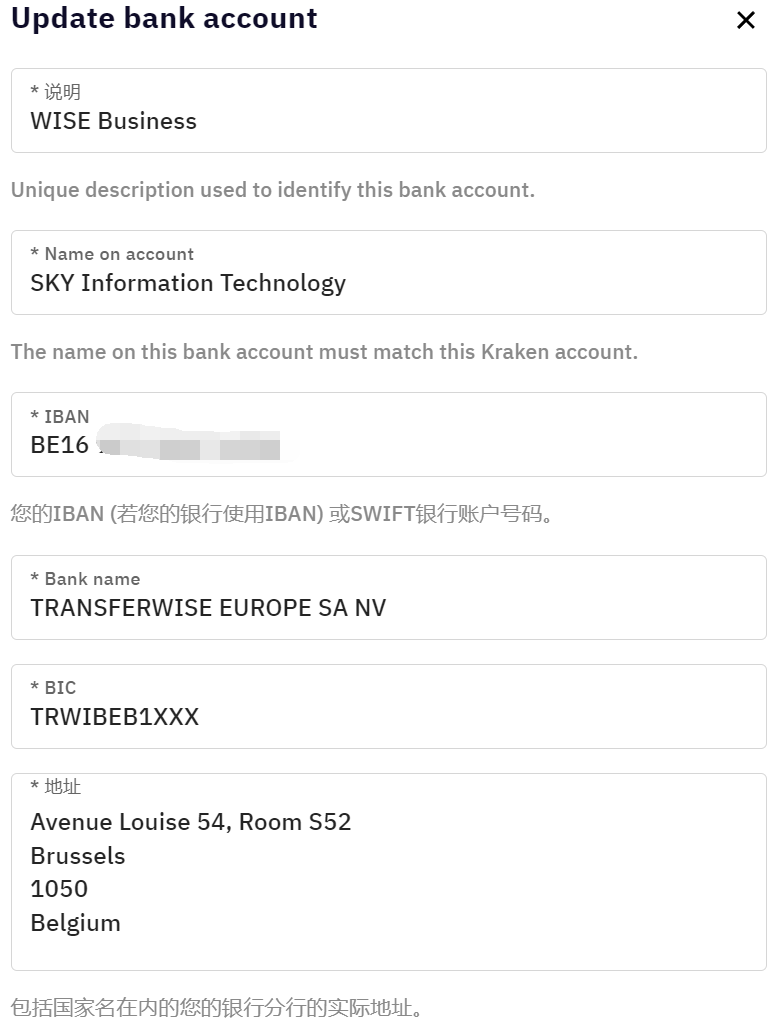 Update bank account
* 说明
WISE Business
Unique description used to identify this bank account.
* Name on account
SKY Information Technology
The name on this bank account must match this Kraken account.
* IBAN
BE16
您的IBAN (若您的银行使用IBAN) 或SWIFT银行账户号码。
* Bank name
TRANSFERWISE EUROPE SA NV
* BIC
TRWIBEB1XXX
* 地址
Avenue Louise 54, Room S52
Brussels
1050
Belgium
包括国家名在内的您的银行分行的实际地址。